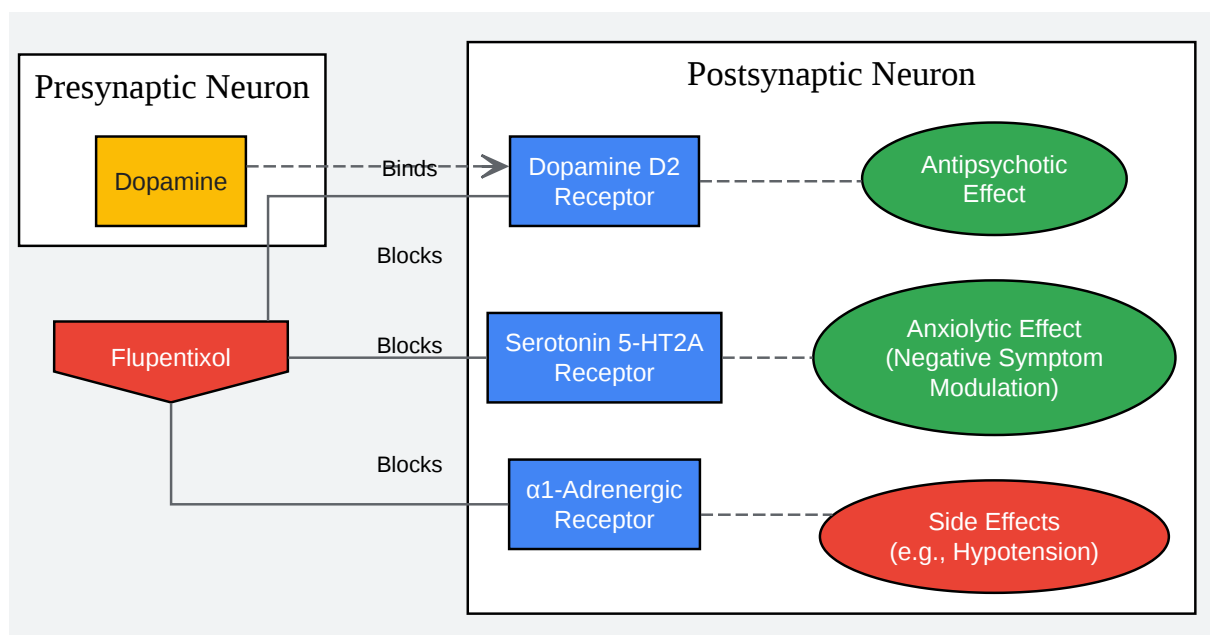 Presynaptic Neuron
Postsynaptic Neuron
Dopamine
Binds
Dopamine D2
Receptor
Antipsychotic
Effect
Blocks
Flupentixol
Blocks
Serotonin 5-HT2A
Receptor
Anxiolytic Effect
(Negative Symptom
Modulation)
Blocks
α1-Adrenergic
Receptor
Side Effects
(e.g., Hypotension)